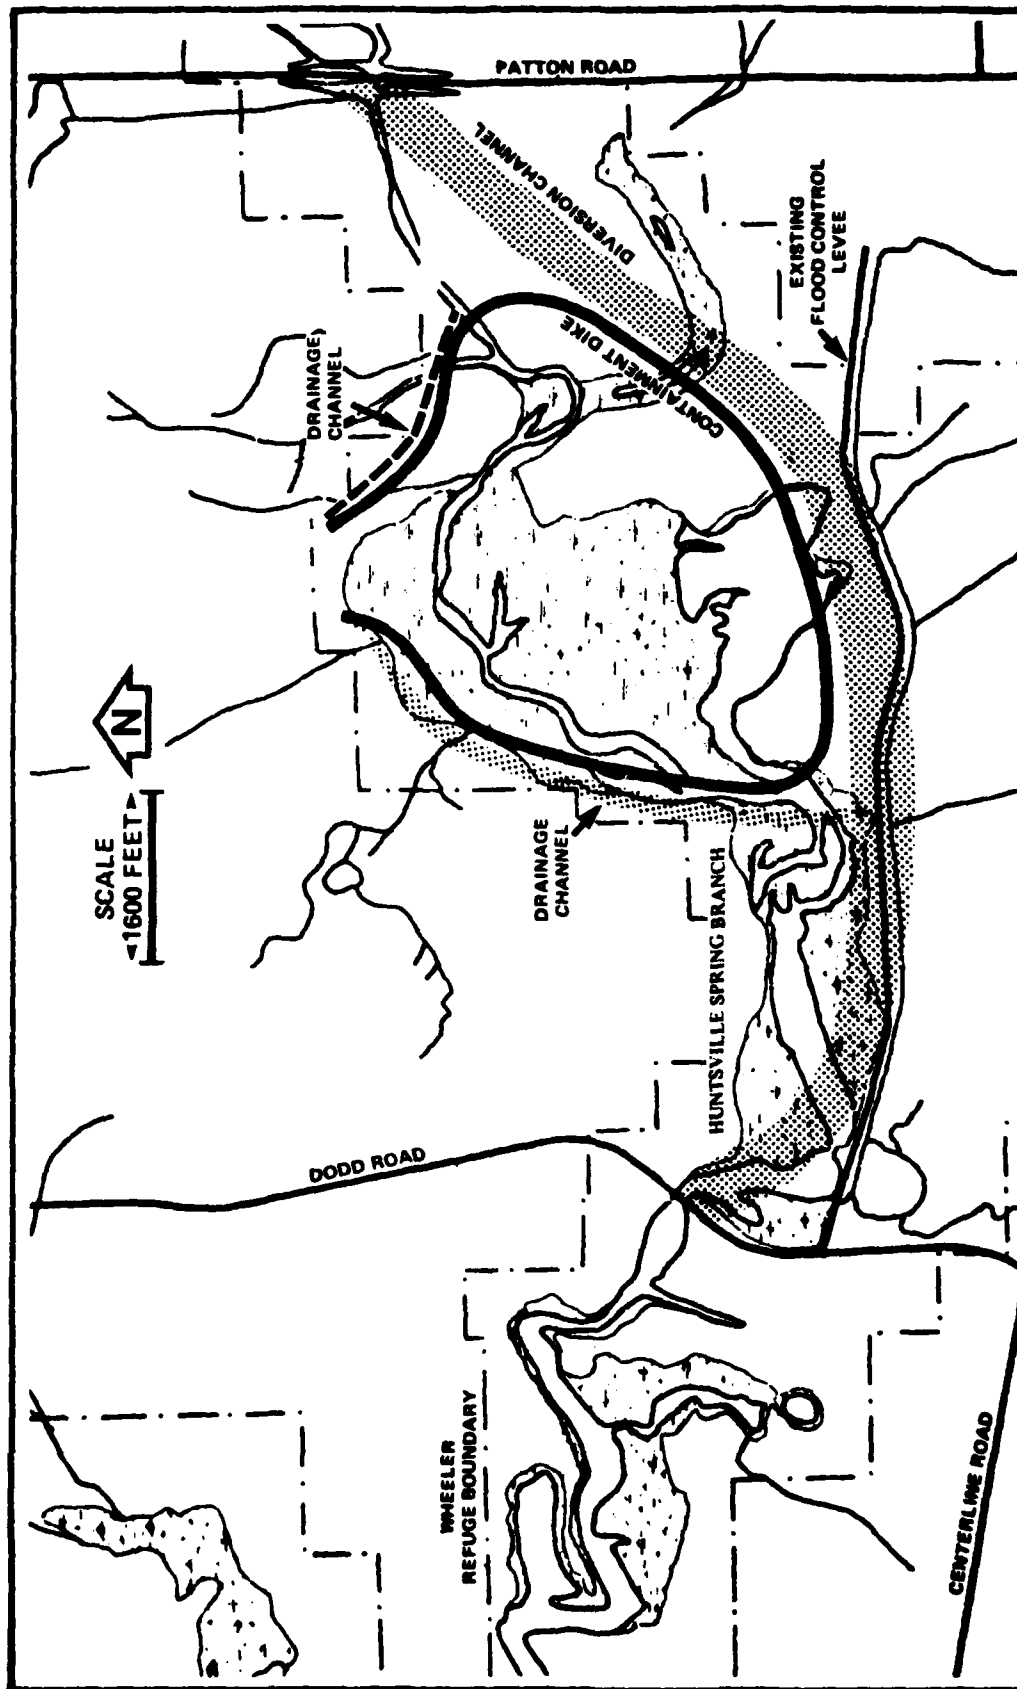 PATTON ROAD
DIVERSION CHANNEL
EXISTING
FLOOD CONTROL
LEVEE
CONTAINMENT DIKE
DRAINAGE
CHANNEL
N
SCALE
1600 FEET
DRAINAGE
CHANNEL
HUNTSVILLE SPRING BRANCH
DODD ROAD
WHEELER
REFUGE BOUNDARY
CENTERLINE ROAD